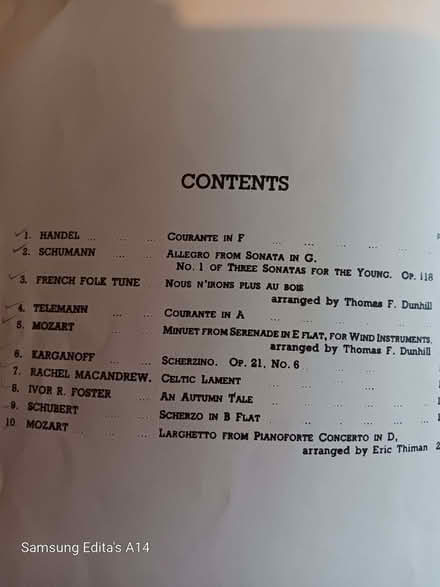 CONTENTS
1. HANDEL ... ... ... COURANTE IN F ... ... ... ...
2. SCHUMANN ... ... ALLEGRO FROM SONATA IN G.
No. 1 OF THREE SONATAS FOR THE YOUNG. OP. 118
3. FRENCH FOLK TUNE ... NOUS N'IRONS PLUS AU BOIS
arranged by Thomas F. Dunhill
4. TELEMANN ... ... COURANTE IN A ... ... ... ...
5. MOZART ... ... MINUET FROM SERENADE IN E FLAT, FOR WIND INSTRUMENTS,
arranged by Thomas F. Dunhill
6. KARGANOFF ... ... SCHERZINO. OP. 21, NO. 6 ... ...
7. RACHEL MACANDREW. CELTIC LAMENT ... ... ...
8. IVOR R. FOSTER ... AN AUTUMN TALE ... ... ...
9. SCHUBERT ... ... SCHERZO IN B FLAT ... ... ... ...
10. MOZART ... ... LARGHETTO FROM PIANOFORTE CONCERTO IN D,
arranged by Eric Thiman
Samsung Edita's A14